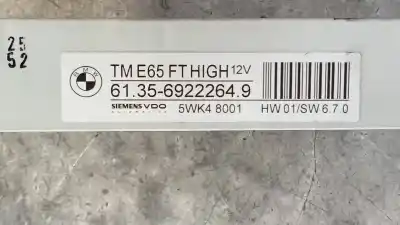 25
52
BMW
TM E65 FT HIGH 12V
61.35-6922264.9
SIEMENS VDO 5WK4 8001 HW 01/SW 6.7 0